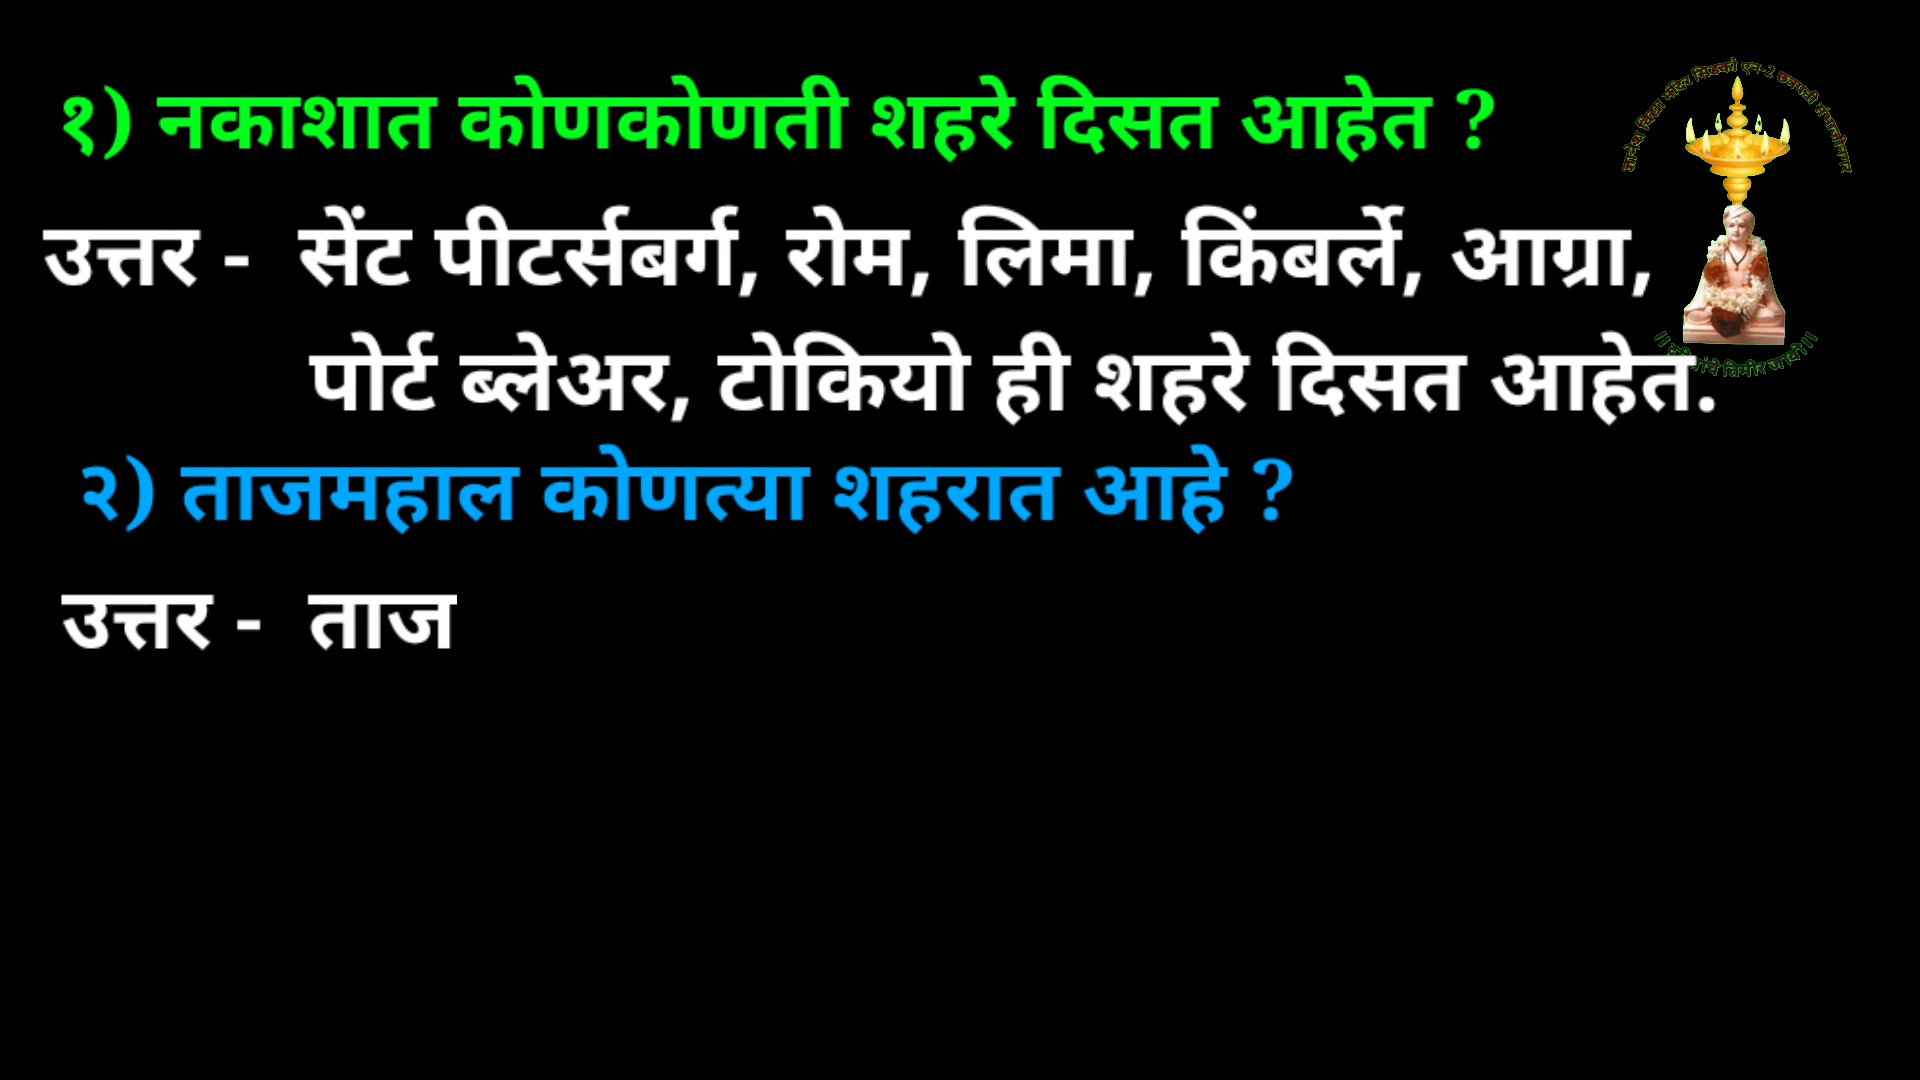 १) नकाशात कोणकोणती शहरे दिसत आहेत ?
उत्तर - सेंट पीटर्सबर्ग, रोम, लिमा, किंबर्ले, आग्रा,
पोर्ट ब्लेअर, टोकियो ही शहरे दिसत आहेत.
२) ताजमहाल कोणत्या शहरात आहे ?
उत्तर - ताज